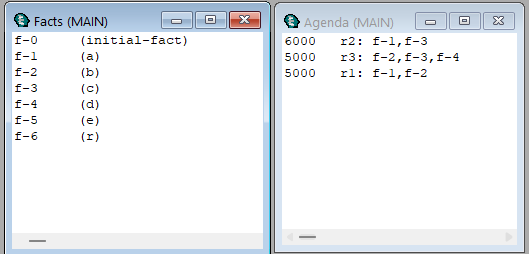 Facts (MAIN)
f-0 (initial-fact)
f-1 (a)
f-2 (b)
f-3 (c)
f-4 (d)
f-5 (e)
f-6 (r)
Agenda (MAIN)
6000 r2: f-1,f-3
5000 r3: f-2,f-3,f-4
5000 r1: f-1,f-2